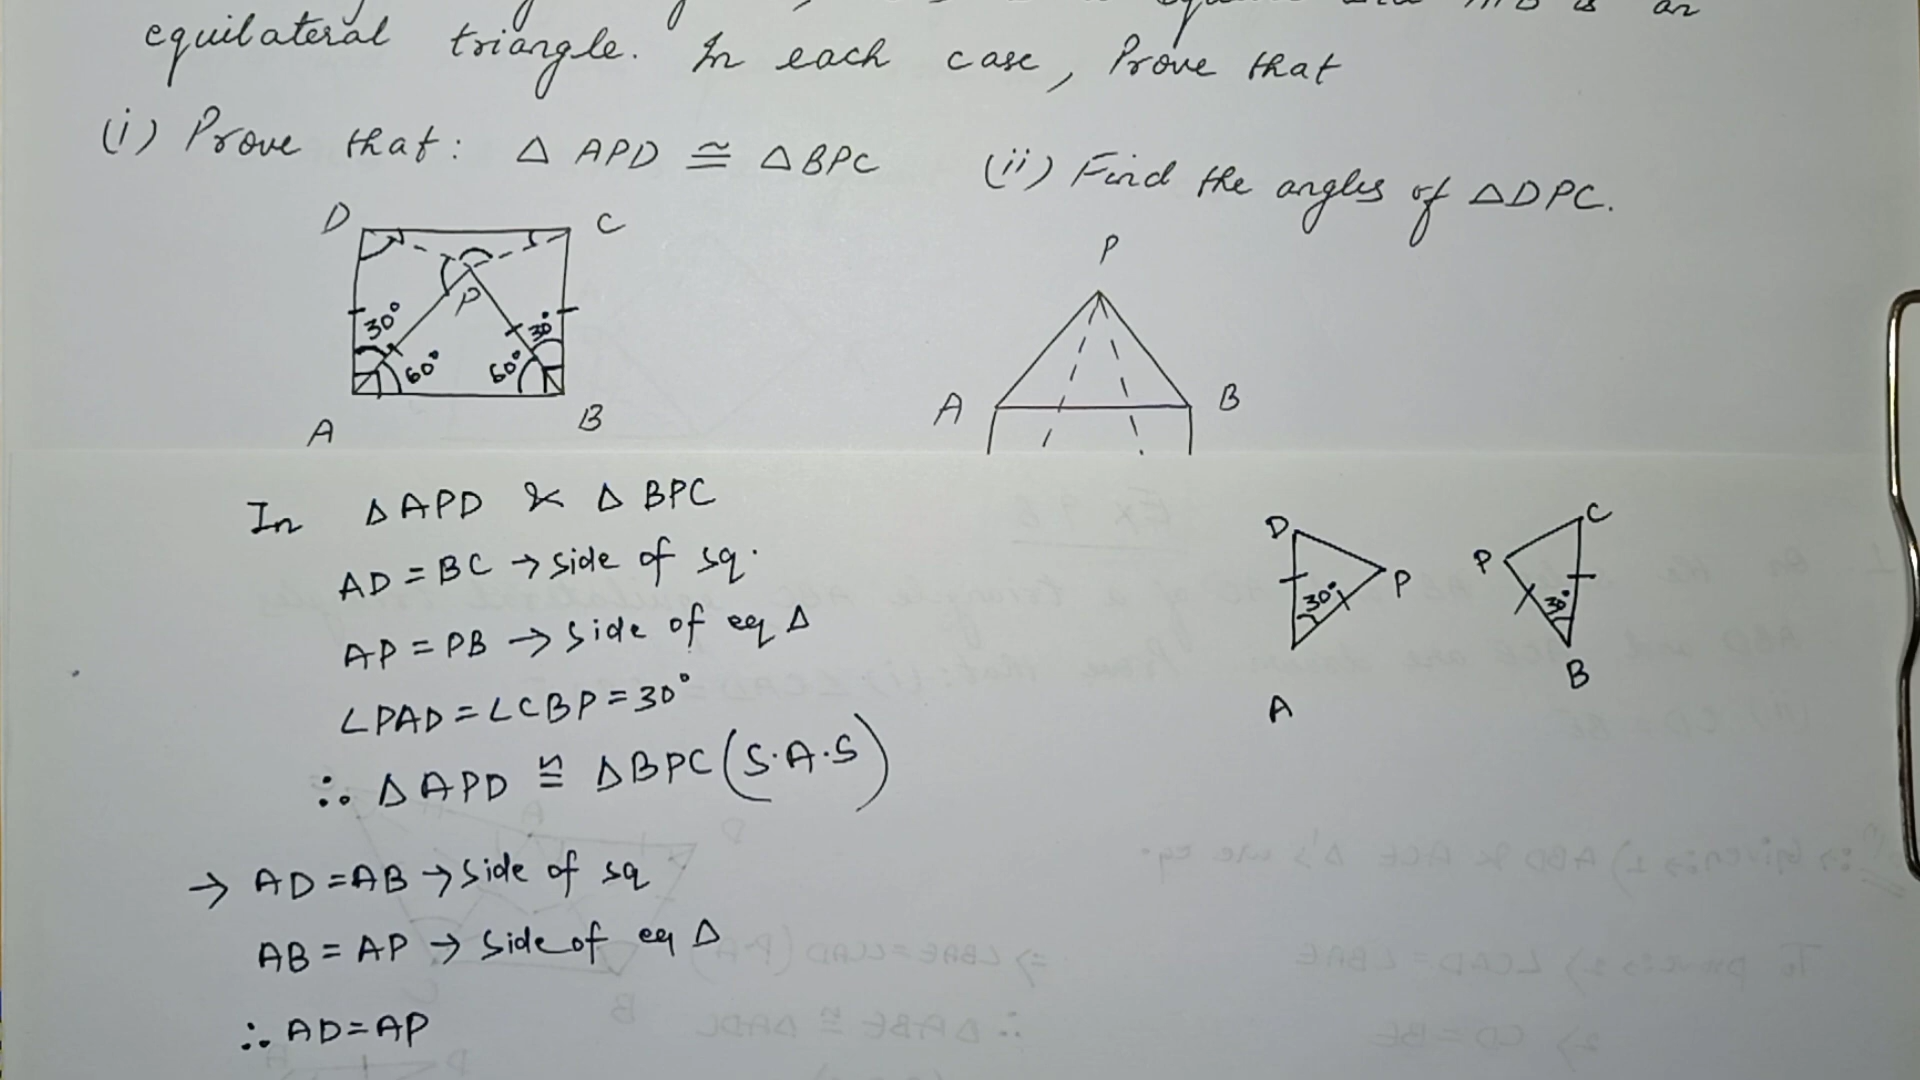 is an
equilateral triangle. In each case, Prove that
(i) Prove that: △ APD ≅ △BPC (ii) Find the angles of △DPC.
D C
P
30° 30°
60° 60°
A B
P
A B
In △APD & △BPC
AD = BC → side of sq.
AP = PB → side of eq △
∠PAD = ∠CBP = 30°
∴ △APD ≅ △BPC (S.A.S)
D P 30° A
P C 30° B
→ AD = AB → side of sq
AB = AP → side of eq △
∴ AD = AP